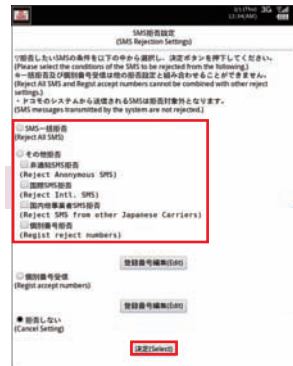 11:34(AM)
3G
SMS拒否設定
(SMS Rejection Settings)
▽拒否したいSMSの条件を以下の中から選択し、決定ボタンを押下してください。
(Please select the conditions of the SMS to be rejected from the following.)
※一括拒否及び個別番号受信は他の拒否設定と組み合わせることができません。
(Reject All SMS and Regist accept numbers cannot be combined with other reject
settings.)
・ドコモのシステムから送信されるSMSは拒否対象外となります。
(SMS messages transmitted by the system are not rejected.)
SMS一括拒否
(Reject All SMS)
その他拒否
非通知SMS拒否
(Reject Anonymous SMS)
国際SMS拒否
(Reject Intl. SMS)
国内他事業者SMS拒否
(Reject SMS from other Japanese Carriers)
個別番号拒否
(Regist reject numbers)
登録番号編集(Edit)
個別番号受信
(Regist accept numbers)
登録番号編集(Edit)
拒否しない
(Cancel Setting)
決定(Select)